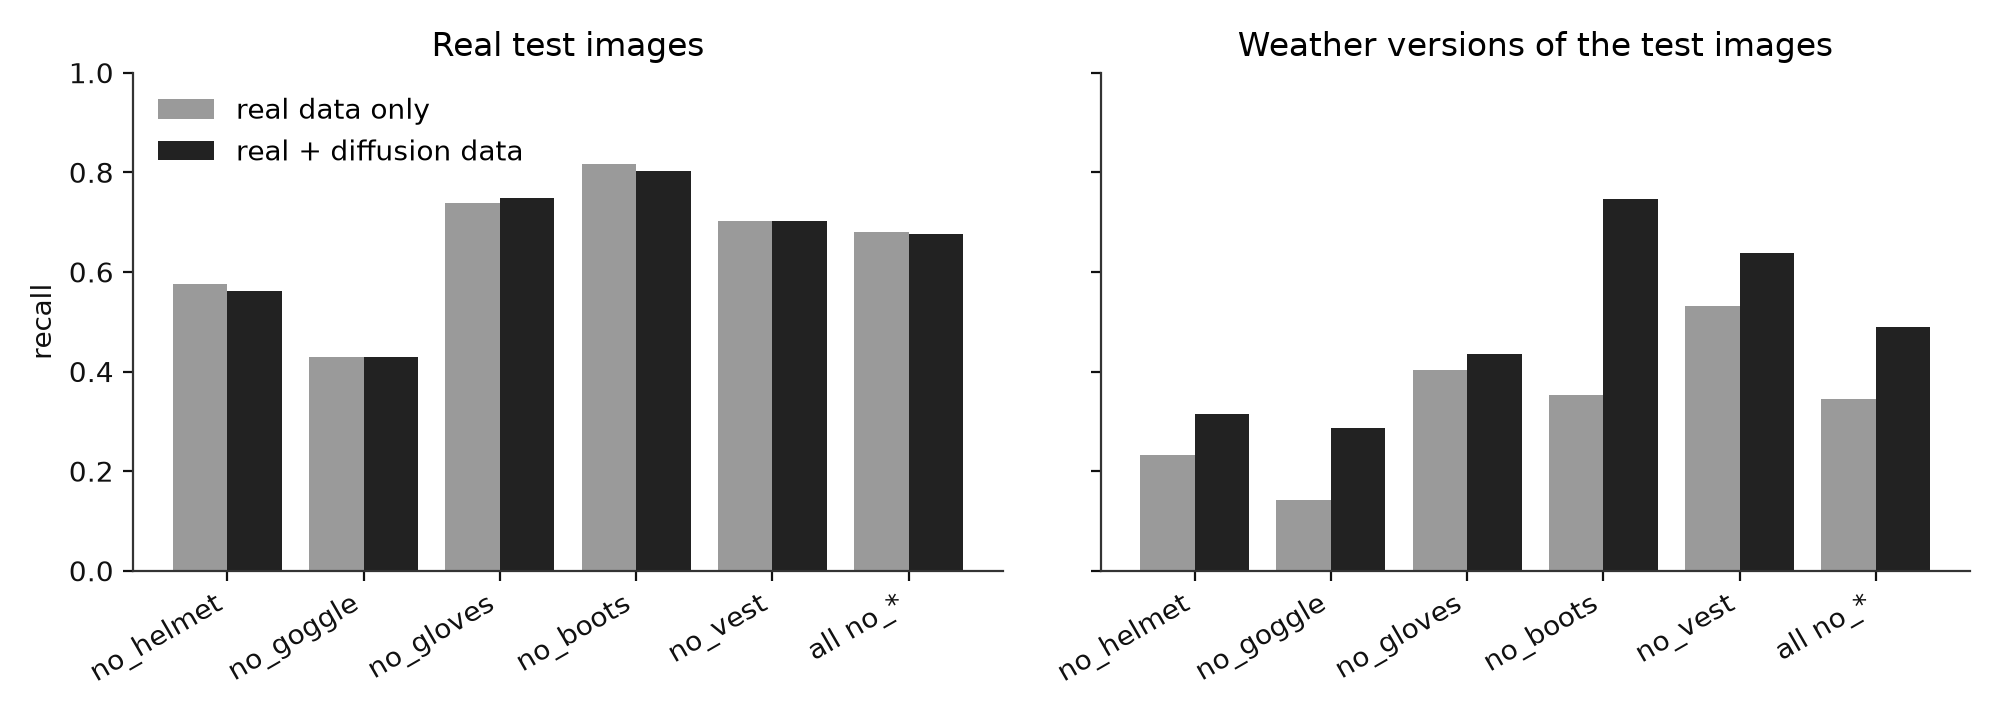 Real test images
1.0
0.8
0.6
0.4
0.2
0.0
recall
real data only
real + diffusion data
no_helmet
no_goggle
no_gloves
no_boots
no_vest
all no_*
Weather versions of the test images
no_helmet
no_goggle
no_gloves
no_boots
no_vest
all no_*